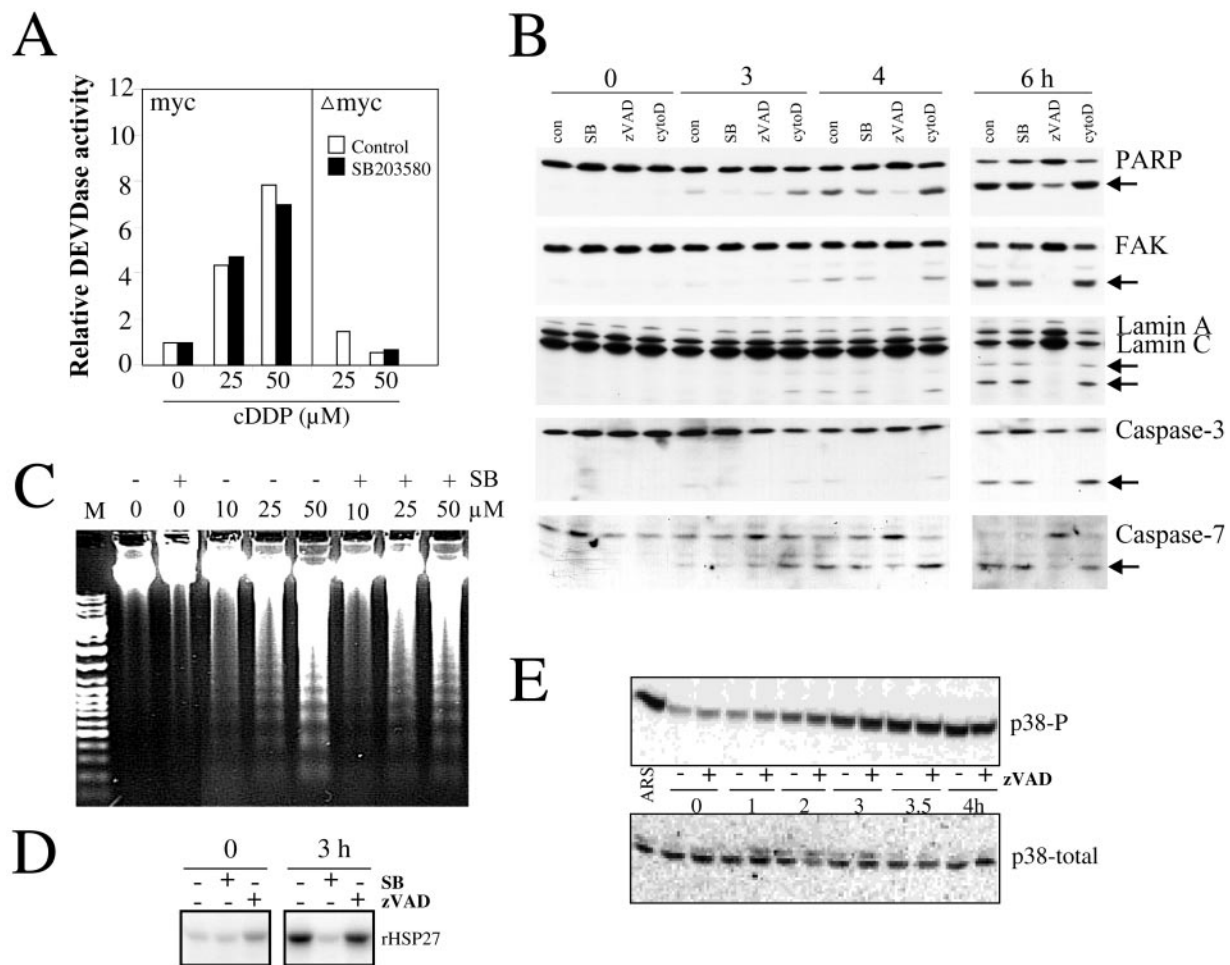 A
12
10
8
6
4
2
0
Relative DEVDase activity
myc
△myc
Control
SB203580
0 25 50 25 50
cDDP (µM)
B
0 3 4 6 h
con SB zVAD cytoD con SB zVAD cytoD con SB zVAD cytoD con SB zVAD cytoD
PARP
FAK
Lamin A
Lamin C
Caspase-3
Caspase-7
C
- + - - - + + + SB
M 0 0 10 25 50 10 25 50 µM
D
0 3 h
- + - - + - SB
- - + - - + zVAD
rHSP27
E
p38-P
ARS - + - + - + - + - + - + zVAD
0 1 2 3 3.5 4h
p38-total